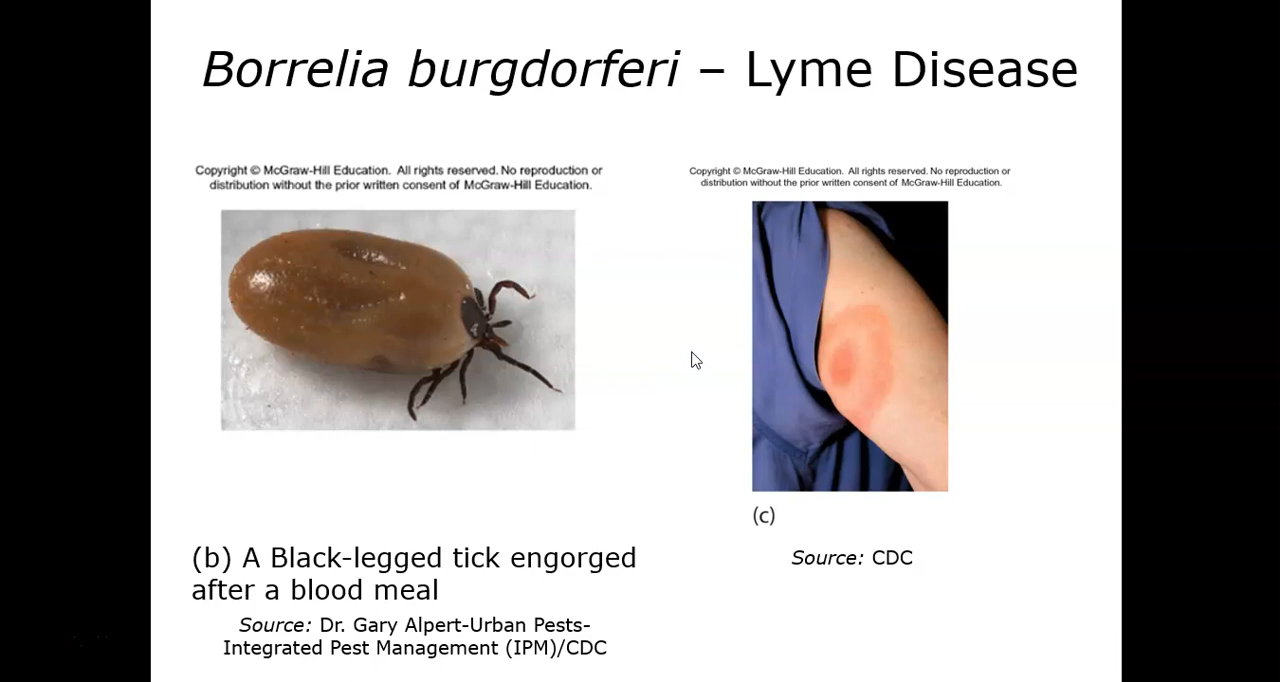 Borrelia burgdorferi – Lyme Disease
Copyright © McGraw-Hill Education. All rights reserved. No reproduction or
distribution without the prior written consent of McGraw-Hill Education.
Copyright © McGraw-Hill Education. All rights reserved. No reproduction or
distribution without the prior written consent of McGraw-Hill Education.
(c)
(b) A Black-legged tick engorged
after a blood meal
Source: CDC
Source: Dr. Gary Alpert-Urban Pests-
Integrated Pest Management (IPM)/CDC